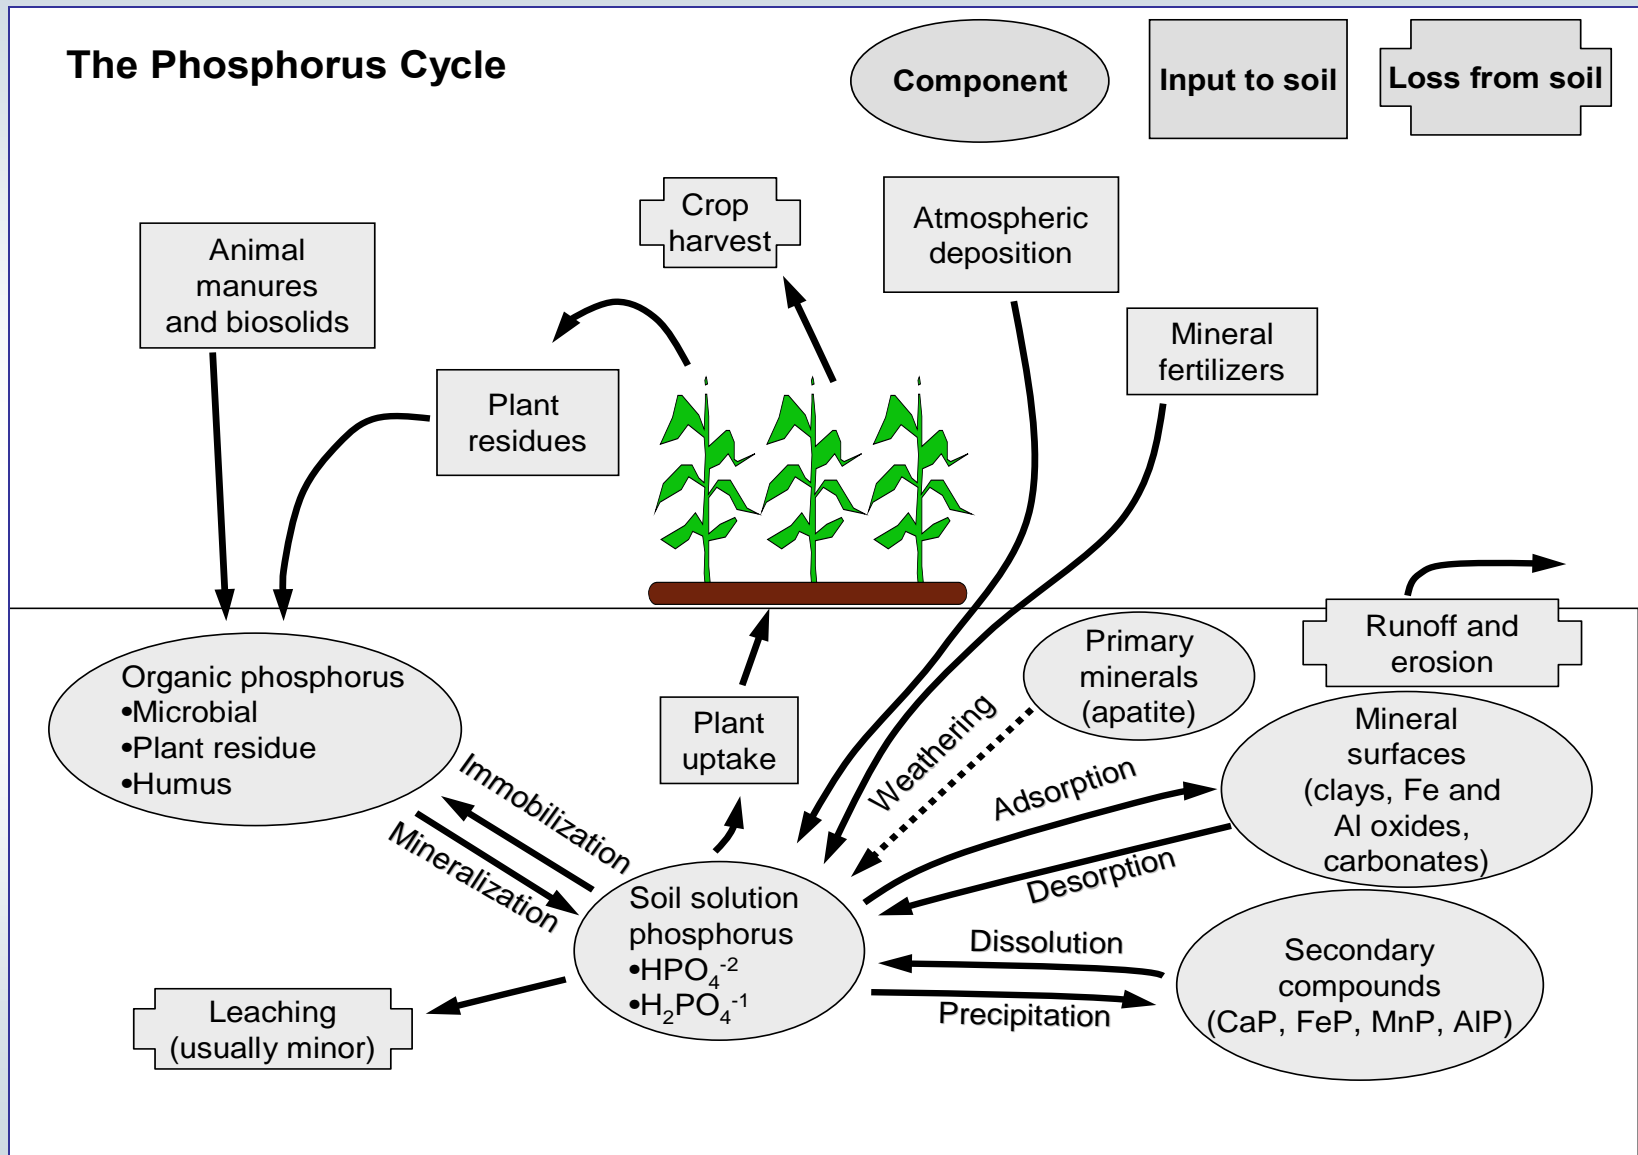 The Phosphorus Cycle
Component
Input to soil
Loss from soil
Animal
manures
and biosolids
Crop
harvest
Atmospheric
deposition
Mineral
fertilizers
Plant
residues
Organic phosphorus
•Microbial
•Plant residue
•Humus
Plant
uptake
Primary
minerals
(apatite)
Runoff and
erosion
Mineral
surfaces
(clays, Fe and
Al oxides,
carbonates)
Immobilization
Mineralization
Weathering
Adsorption
Desorption
Soil solution
phosphorus
•HPO₄⁻²
•H₂PO₄⁻¹
Dissolution
Precipitation
Secondary
compounds
(CaP, FeP, MnP, AlP)
Leaching
(usually minor)